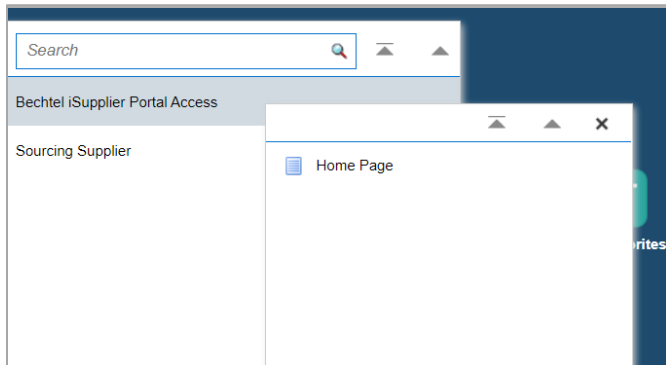 Search
Bechtel iSupplier Portal Access
Sourcing Supplier
Home Page